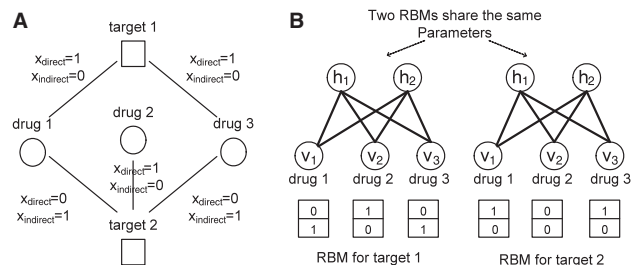 A
target 1
x_direct=1
x_indirect=0
x_direct=1
x_indirect=0
drug 1
drug 2
drug 3
x_direct=0
x_indirect=1
x_direct=1
x_indirect=0
x_direct=0
x_indirect=1
target 2
B
Two RBMs share the same
Parameters
h1 h2 h1 h2
v1 v2 v3 v1 v2 v3
drug 1 drug 2 drug 3 drug 1 drug 2 drug 3
0 1 0 1 0 1
1 0 1 0 0 0
RBM for target 1 RBM for target 2